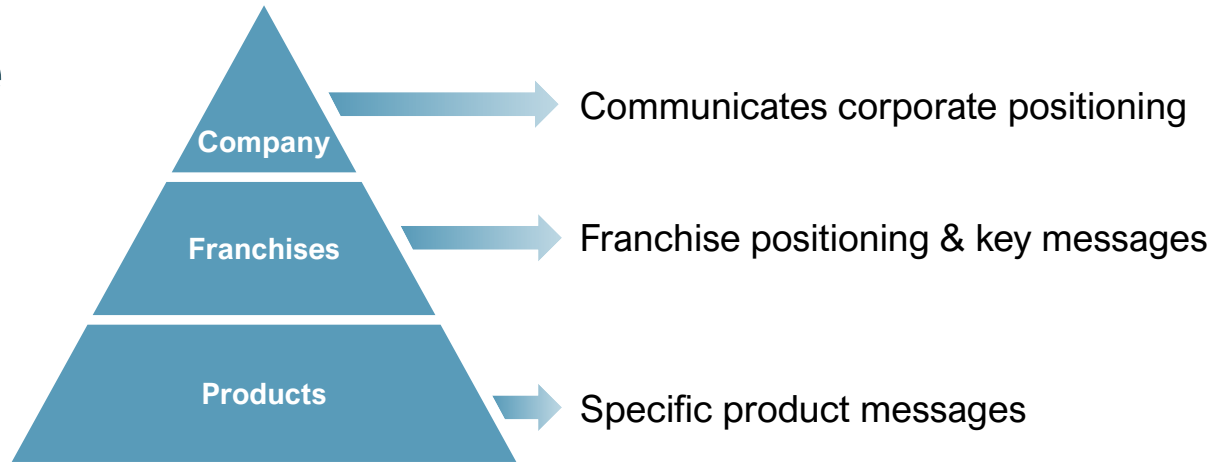 Company
Communicates corporate positioning
Franchises
Franchise positioning & key messages
Products
Specific product messages